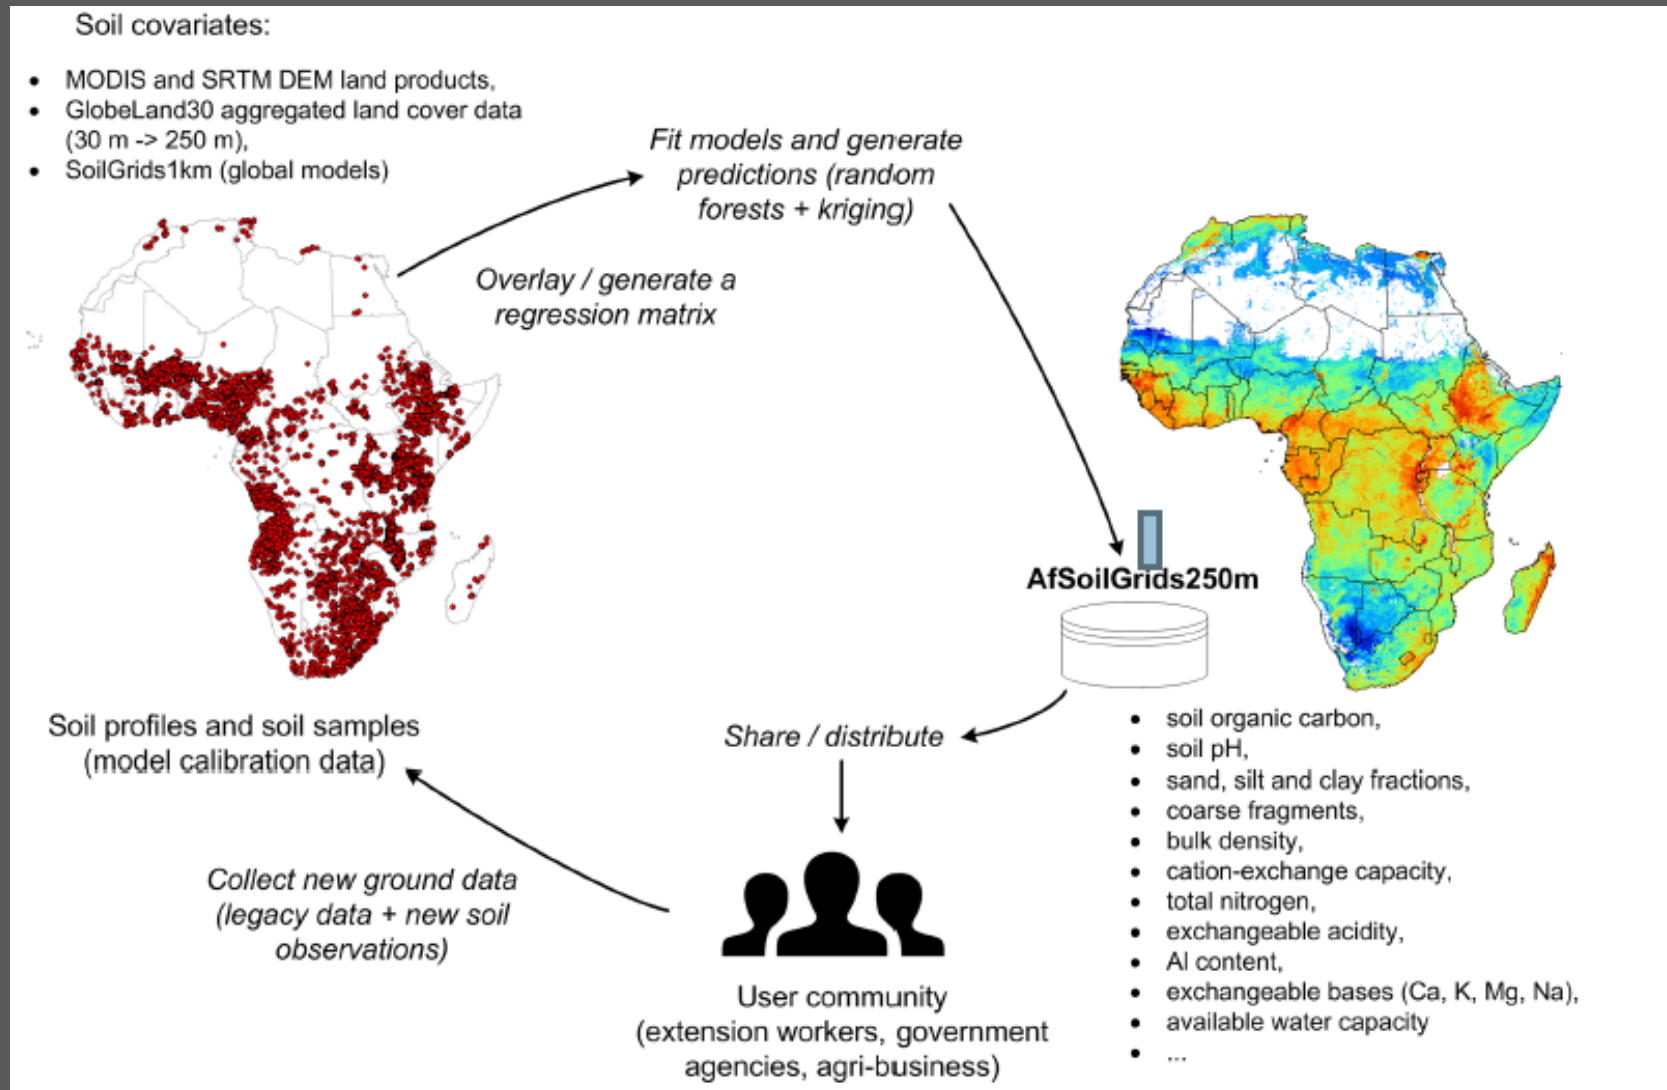 Soil covariates:
• MODIS and SRTM DEM land products,
• GlobeLand30 aggregated land cover data
(30 m -> 250 m),
• SoilGrids1km (global models)
Fit models and generate
predictions (random
forests + kriging)
Overlay / generate a
regression matrix
AfSoilGrids250m
Soil profiles and soil samples
(model calibration data)
Share / distribute
• soil organic carbon,
• soil pH,
• sand, silt and clay fractions,
• coarse fragments,
• bulk density,
• cation-exchange capacity,
• total nitrogen,
• exchangeable acidity,
• Al content,
• exchangeable bases (Ca, K, Mg, Na),
• available water capacity
• ...
Collect new ground data
(legacy data + new soil
observations)
User community
(extension workers, government
agencies, agri-business)